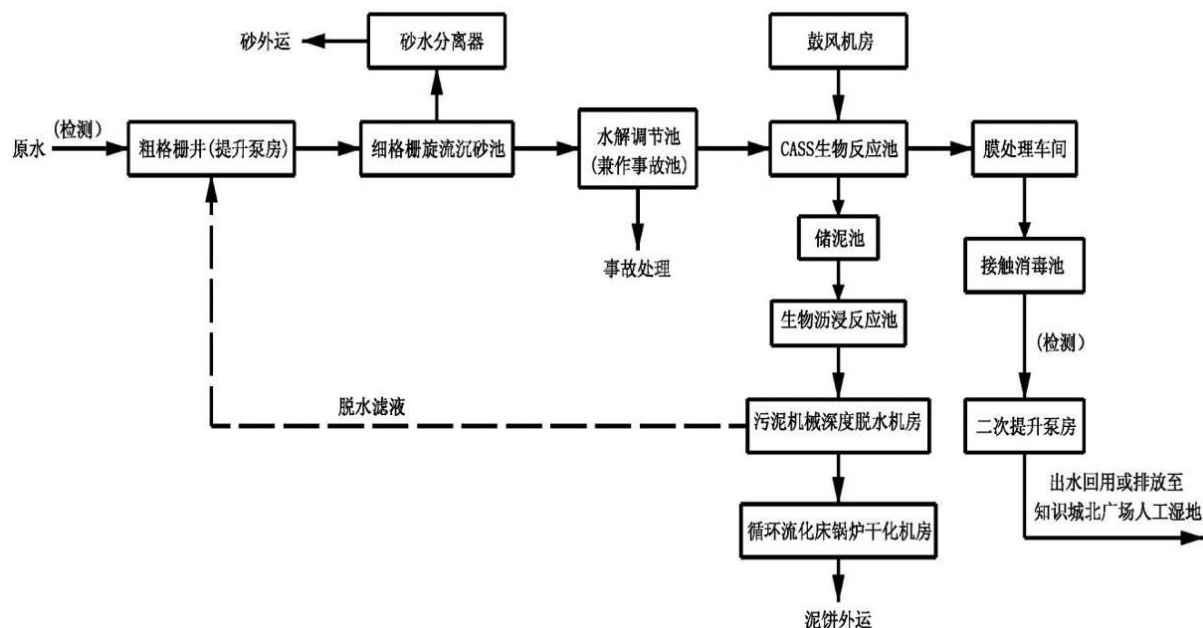 砂外运
砂水分离器
鼓风机房
原水
(检测)
粗格栅井(提升泵房)
细格栅旋流沉砂池
水解调节池
(兼作事故池)
CASS生物反应池
膜处理车间
事故处理
储泥池
接触消毒池
生物沥浸反应池
(检测)
脱水滤液
污泥机械深度脱水机房
二次提升泵房
出水回用或排放至
知识城北广场人工湿地
循环流化床锅炉干化机房
泥饼外运